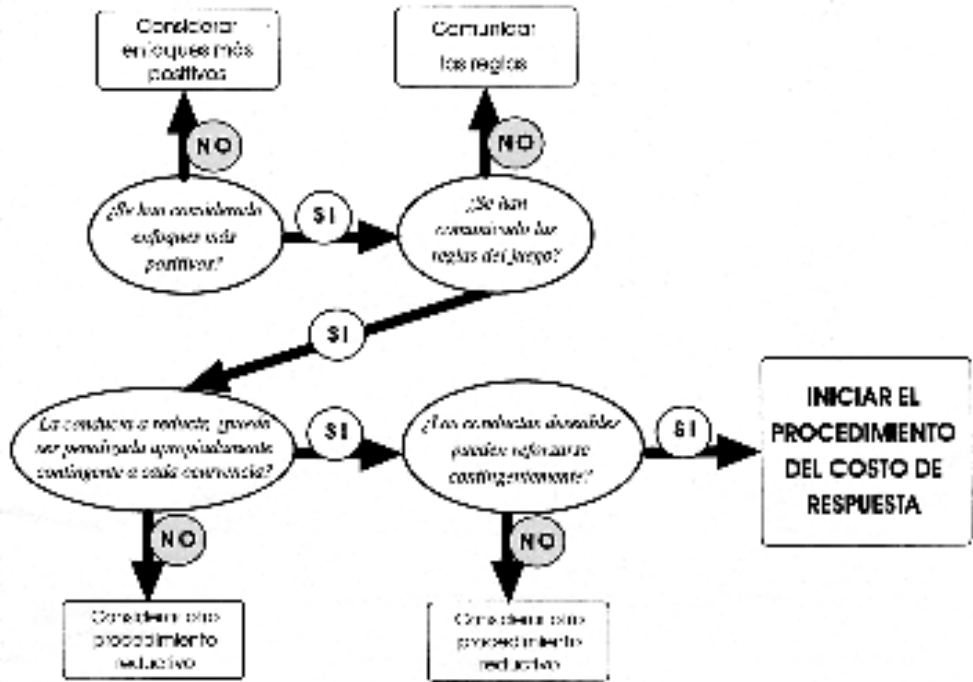 Considerar
enfoques más
positivos
Comunicar
las reglas
NO
NO
¿Se han considerado
enfoques más
positivos?
SI
¿Se han
comunicado las
reglas del juego?
SI
La conducta a reducir, ¿puede
ser penalizada apropiadamente
contingente a cada ocurrencia?
SI
¿Las conductas deseables
pueden reforzarse
contingentemente?
SI
INICIAR EL
PROCEDIMIENTO
DEL COSTO DE
RESPUESTA
NO
NO
Considerar otro
procedimiento
reductivo
Considerar otro
procedimiento
reductivo